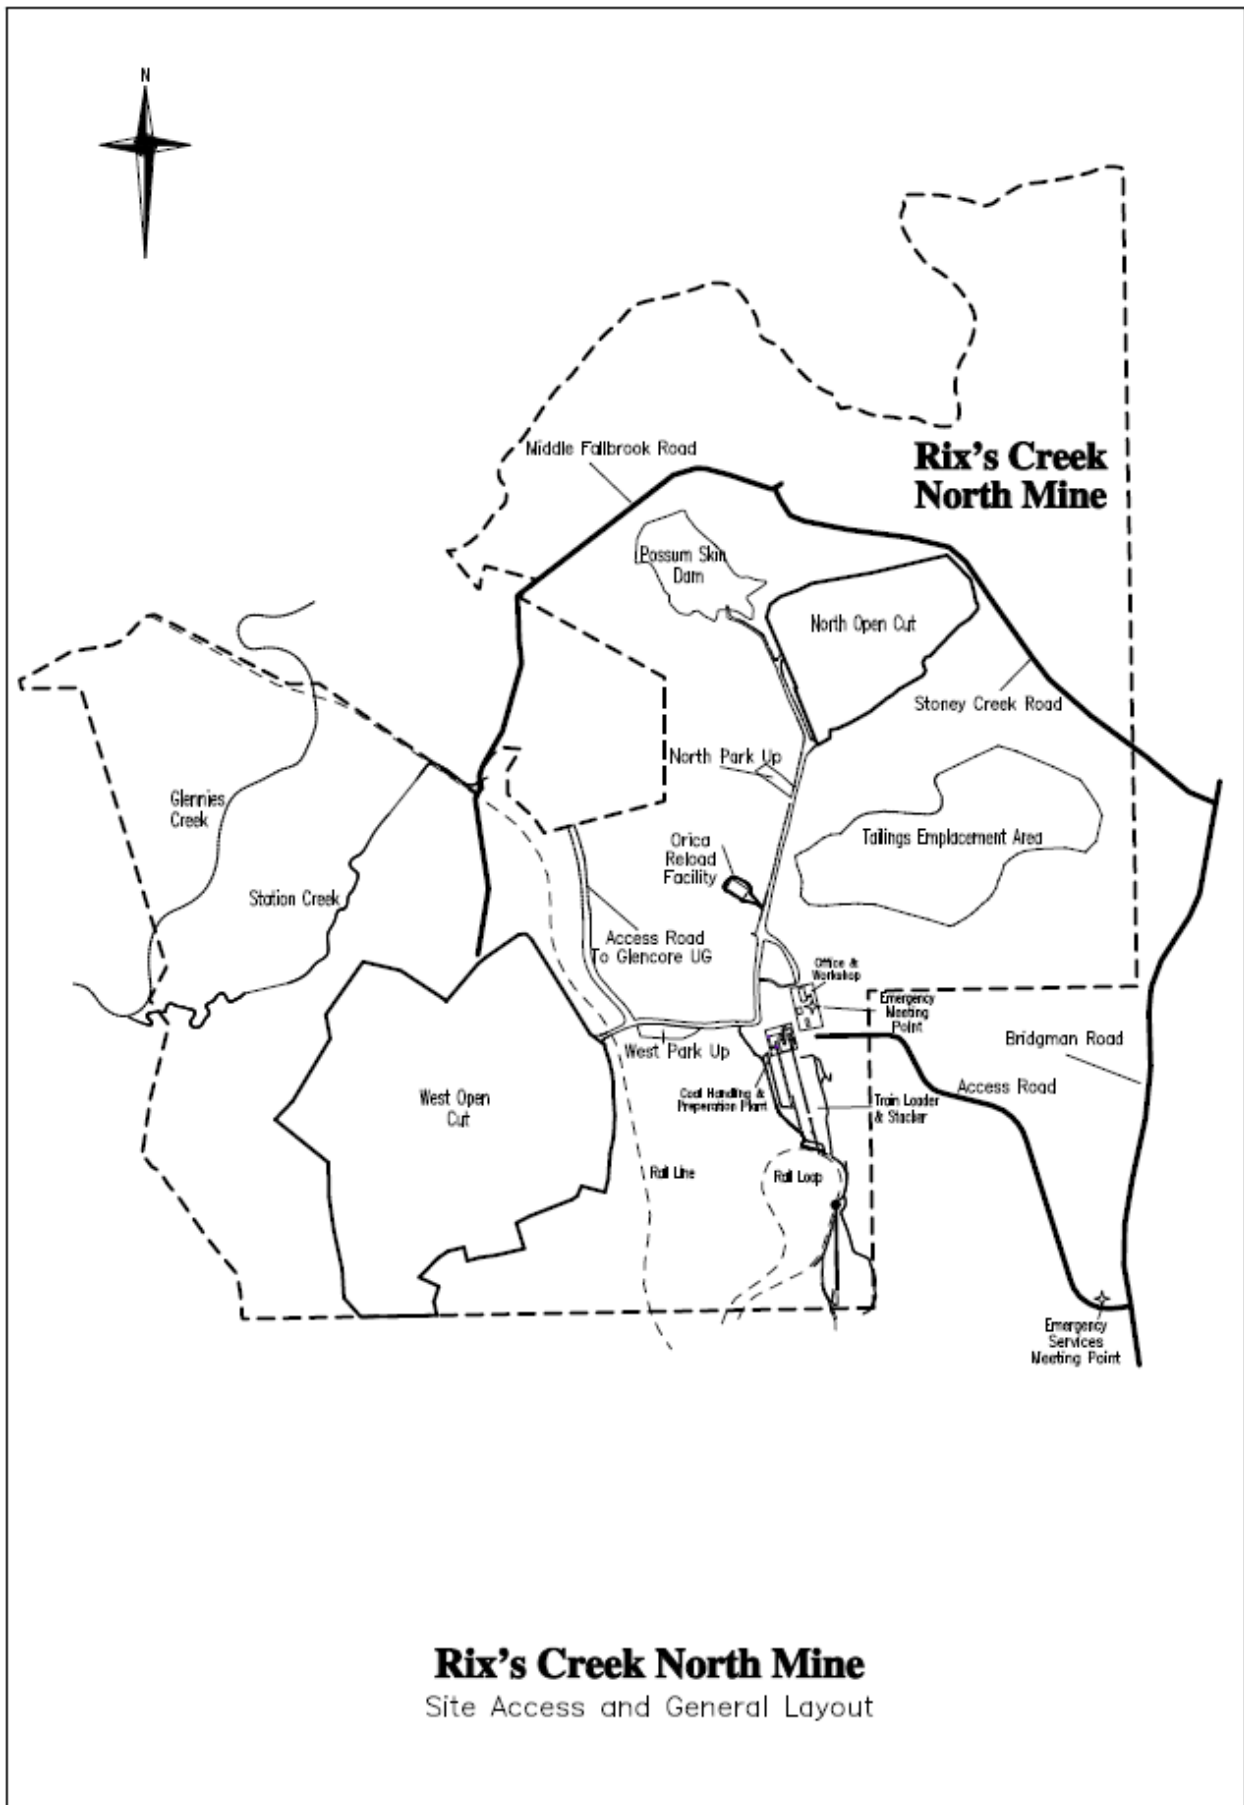 N
Middle Fallbrook Road
Rix's Creek
North Mine
Possum Skin
Dam
North Open Cut
Stoney Creek Road
North Park Up
Glennies
Creek
Orica
Reload
Facility
Tailings Emplacement Area
Station Creek
Access Road
To Glencore UG
Office &
Workshop
Emergency
Meeting
Point
Bridgman Road
West Park Up
Access Road
Coal Handling &
Preperation Plant
Train Loader
& Stacker
West Open
Cut
Rail Line
Rail Loop
Emergency
Services
Meeting Point
Rix's Creek North Mine
Site Access and General Layout